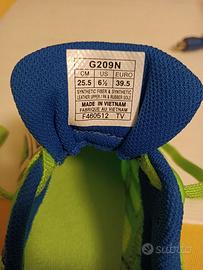 G209N
CM US EURO
25.5 6½ 39.5
SYNTHETIC FIBER & SYNTHETIC
LEATHER UPPER / FA & RUBBER SOLE
MADE IN VIETNAM
FABRIQUE AU VIETNAM
F460512 TV
subito